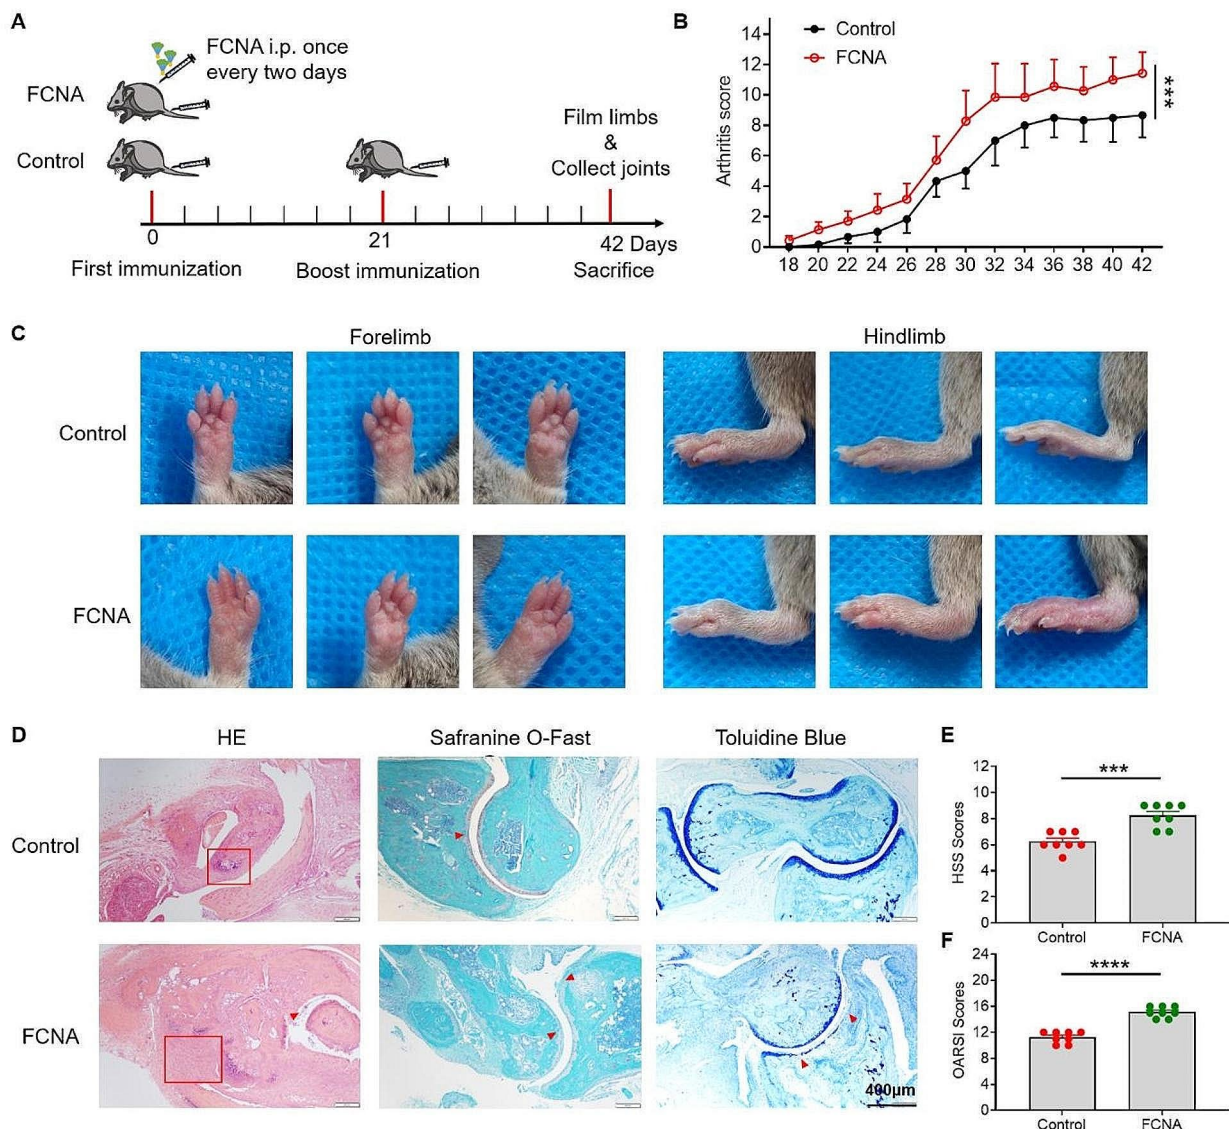 A
FCNA i.p. once
every two days
FCNA
Control
Film limbs
&
Collect joints
0
21
42 Days
First immunization
Boost immunization
Sacrifice
B
Control
FCNA
Arthritis score
14
12
10
8
6
4
2
0
18 20 22 24 26 28 30 32 34 36 38 40 42
***
C
Forelimb
Hindlimb
Control
FCNA
D
HE
Safranine O-Fast
Toluidine Blue
Control
FCNA
400μm
E
HSS Scores
12
10
8
6
4
2
0
***
Control
FCNA
F
OARSI Scores
24
20
16
12
8
4
0
****
Control
FCNA